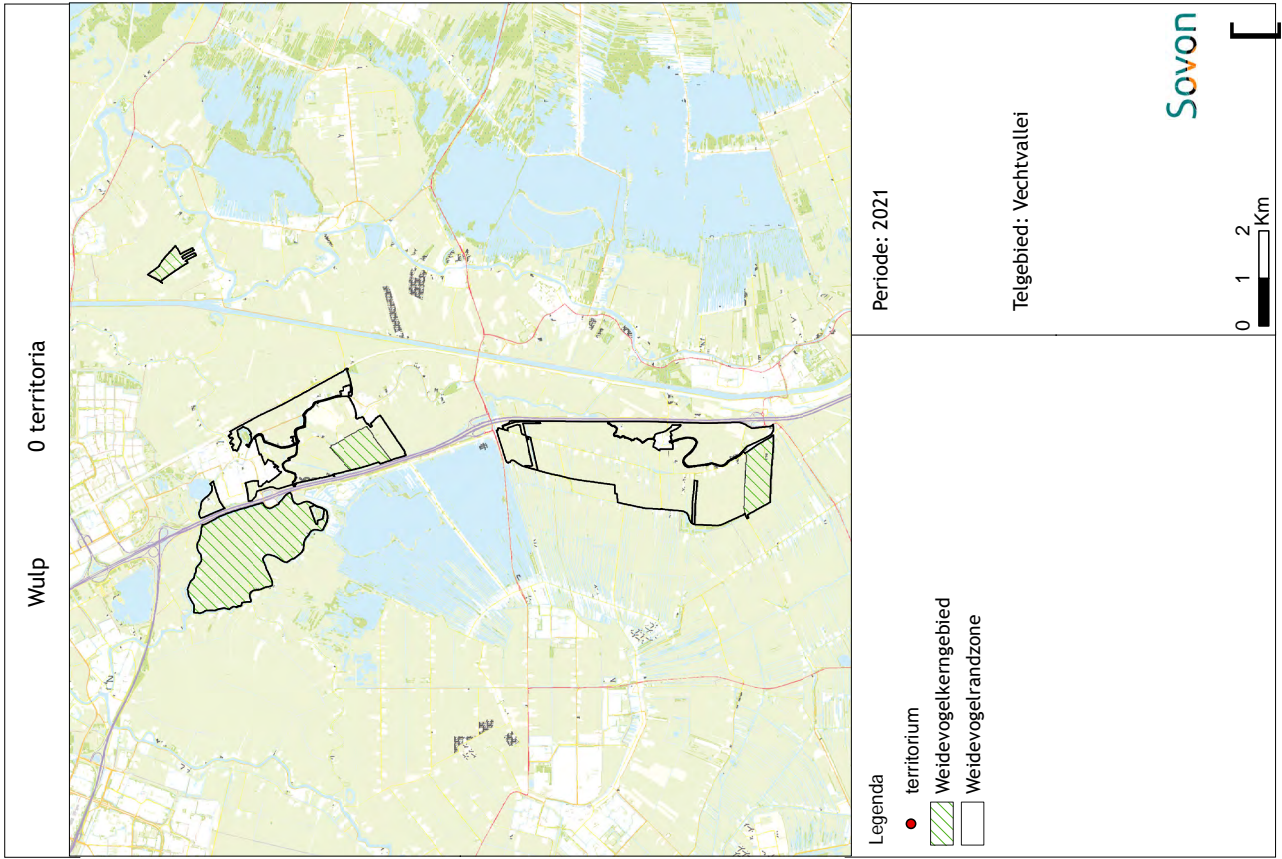 Wulp 0 territoria
Legenda
territorium
Weidevogelkerngebied
Weidevogelrandzone
Periode: 2021
Telgebied: Vechtvallei
0 1 2
Km
Sovon